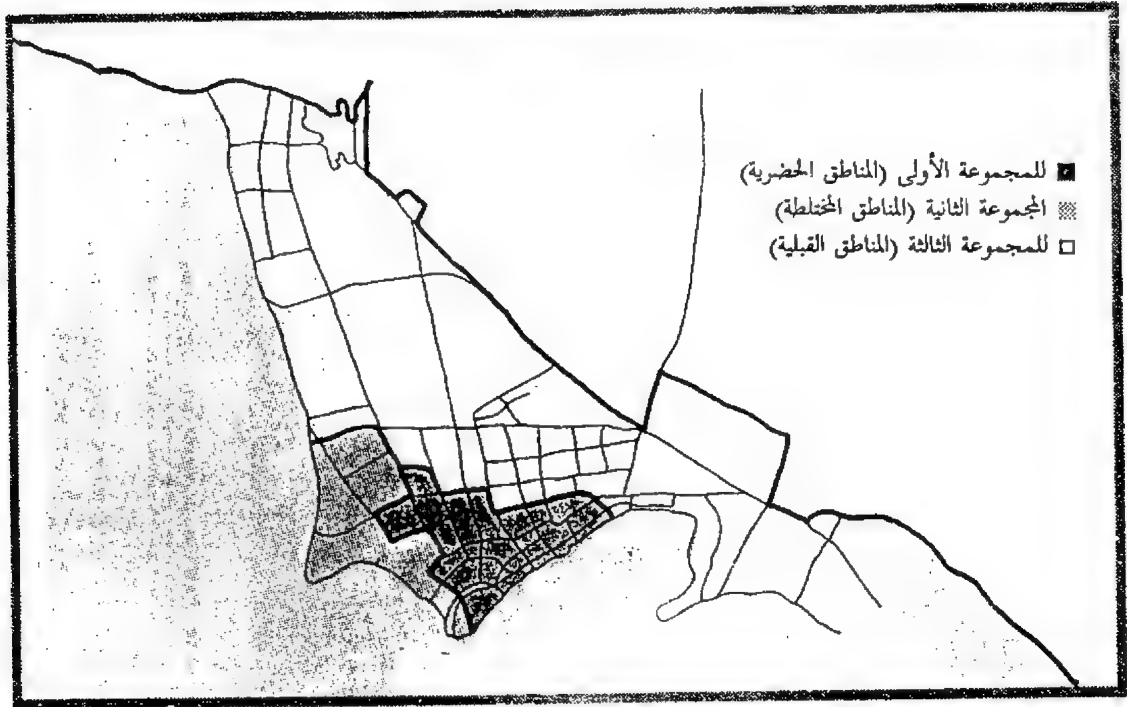 للمجموعة الأولى (المناطق الحضرية)
المجموعة الثانية (المناطق المختلطة)
للمجموعة الثالثة (المناطق القبلية)